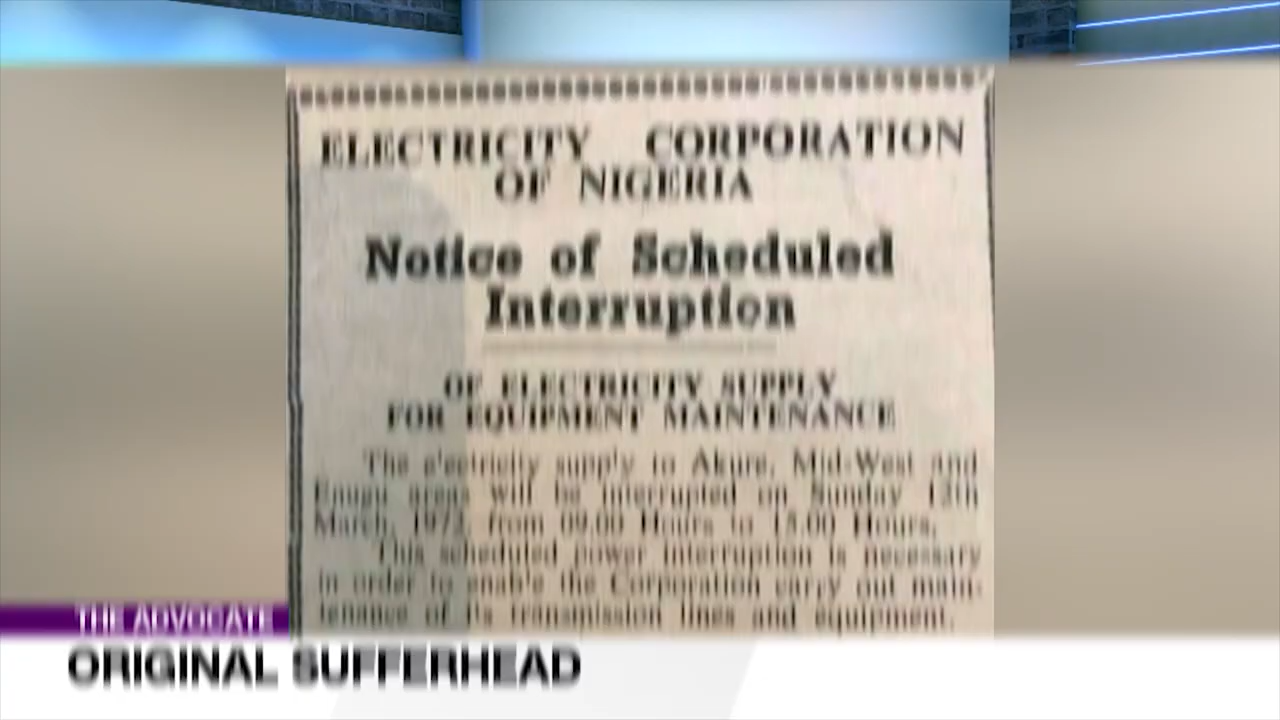 ELECTRICITY CORPORATION
OF NIGERIA
Notice of Scheduled
Interruption
OF ELECTRICITY SUPPLY
FOR EQUIPMENT MAINTENANCE
The electricity supply to Akure, Mid-West and
Enugu areas will be interrupted on Sunday 12th
March, 1972, from 09.00 Hours to 15.00 Hours.
This scheduled power interruption is necessary
in order to enable the Corporation carry out main-
tenance of its transmission lines and equipment.
THE ADVOCATE
ORIGINAL SUFFERHEAD